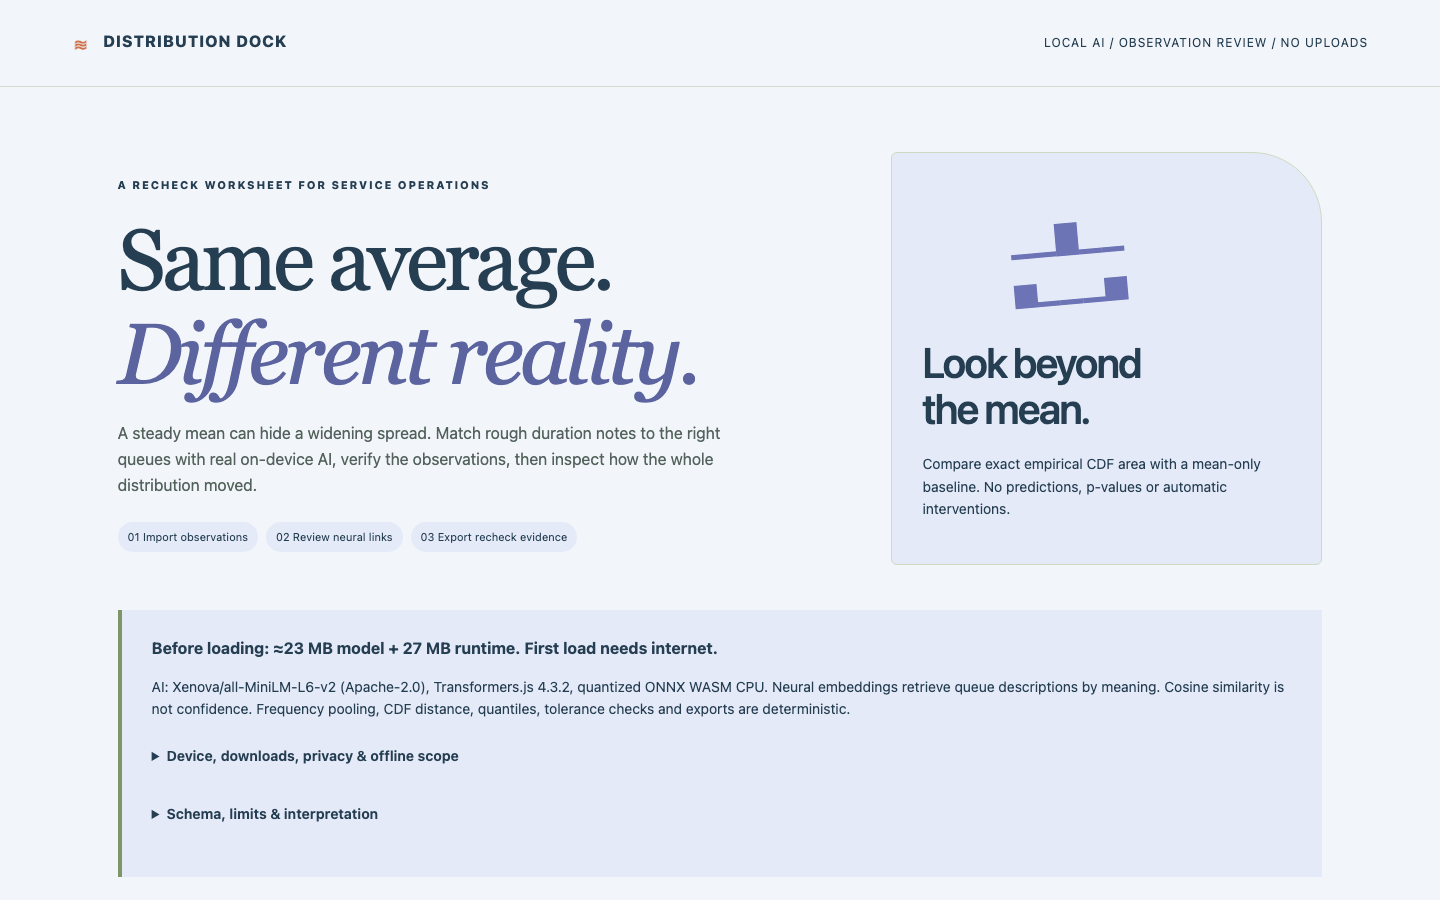 ≋ DISTRIBUTION DOCK
LOCAL AI / OBSERVATION REVIEW / NO UPLOADS
A RECHECK WORKSHEET FOR SERVICE OPERATIONS
Same average.
Different reality.
A steady mean can hide a widening spread. Match rough duration notes to the right
queues with real on-device AI, verify the observations, then inspect how the whole
distribution moved.
01 Import observations
02 Review neural links
03 Export recheck evidence
Look beyond
the mean.
Compare exact empirical CDF area with a mean-only
baseline. No predictions, p-values or automatic
interventions.
Before loading: ≈23 MB model + 27 MB runtime. First load needs internet.
AI: Xenova/all-MiniLM-L6-v2 (Apache-2.0), Transformers.js 4.3.2, quantized ONNX WASM CPU. Neural embeddings retrieve queue descriptions by meaning. Cosine similarity is
not confidence. Frequency pooling, CDF distance, quantiles, tolerance checks and exports are deterministic.
▶ Device, downloads, privacy & offline scope
▶ Schema, limits & interpretation